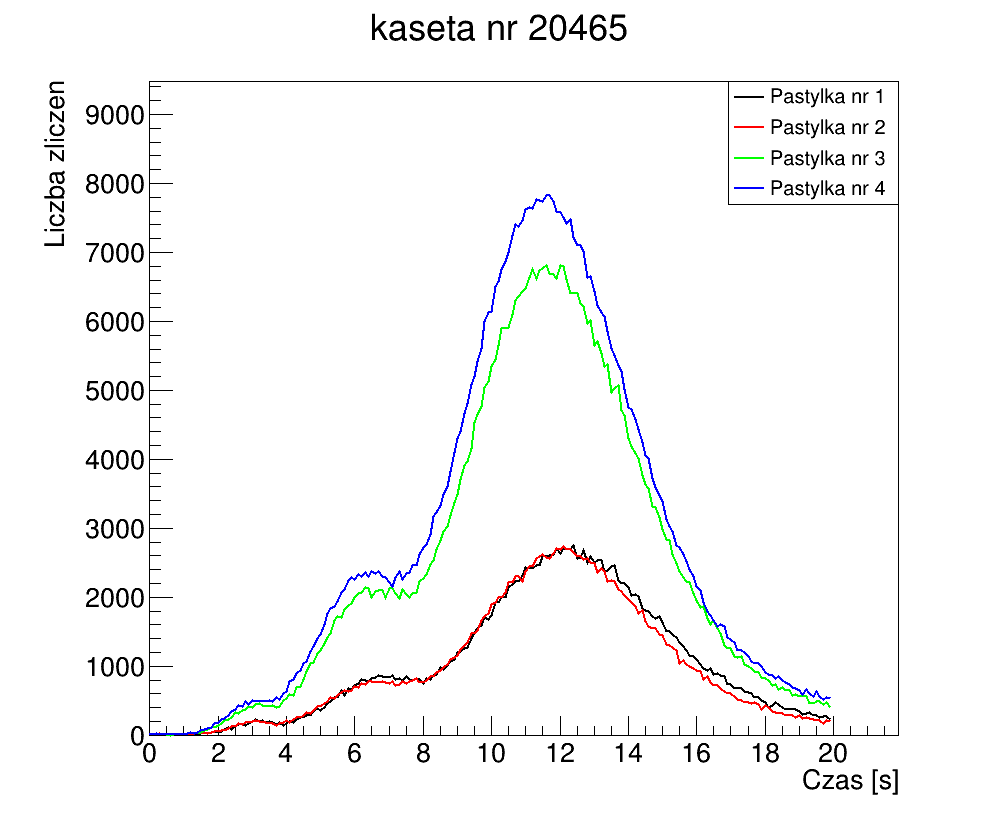 kaseta nr 20465
Liczba zliczen
9000
8000
7000
6000
5000
4000
3000
2000
1000
0
Pastylka nr 1
Pastylka nr 2
Pastylka nr 3
Pastylka nr 4
0 2 4 6 8 10 12 14 16 18 20
Czas [s]